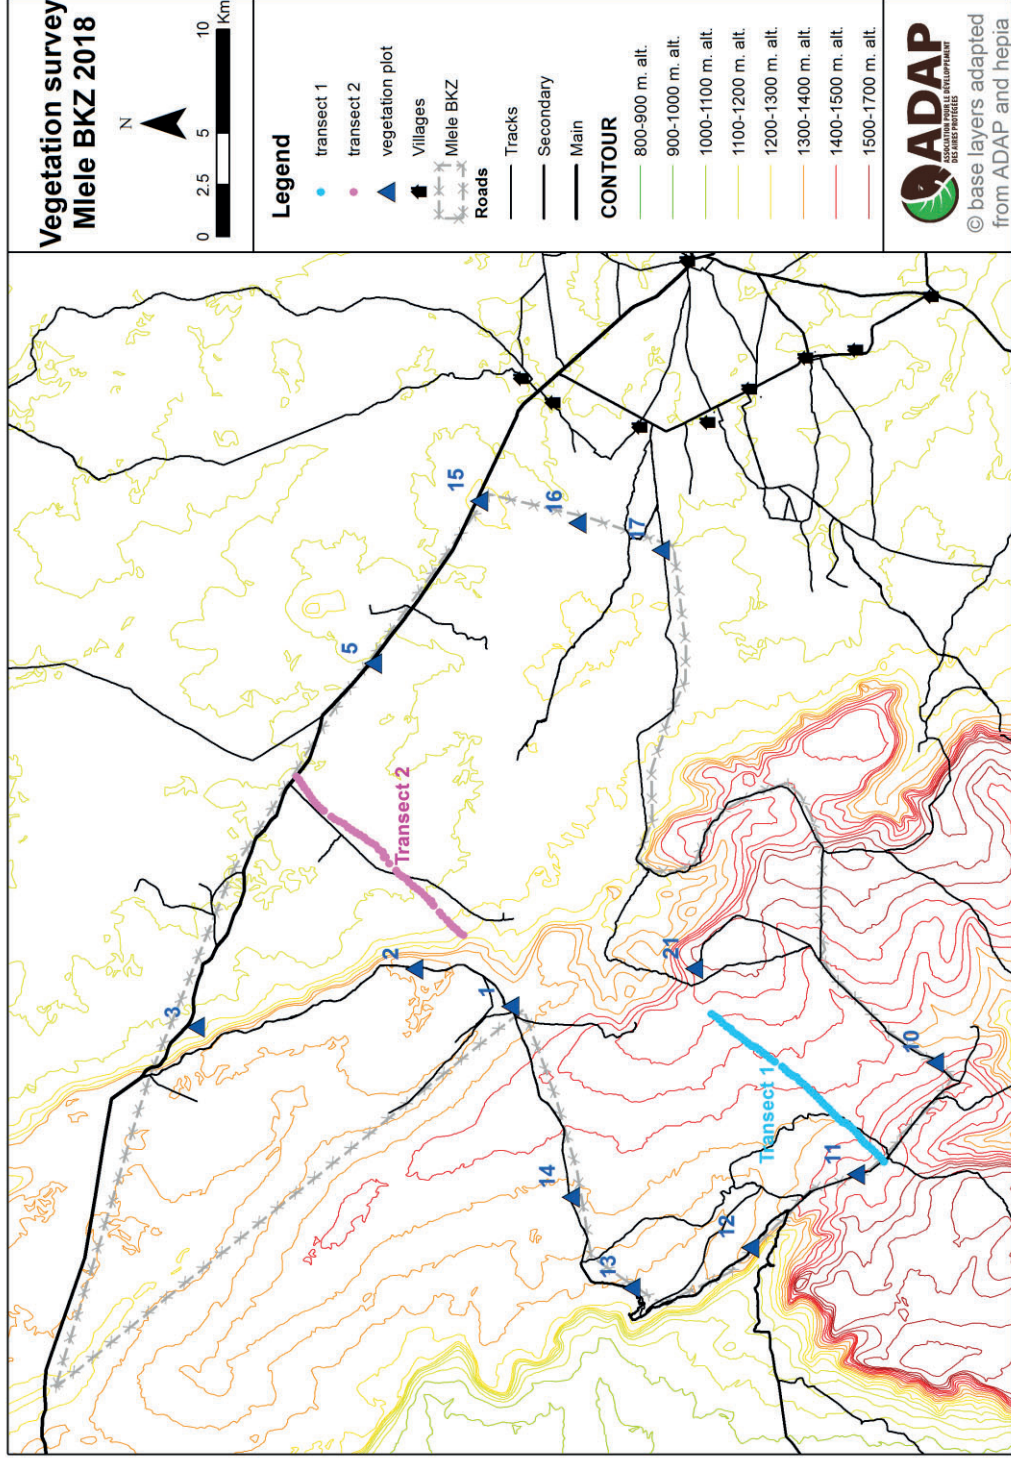 Vegetation survey
Mlele BKZ 2018
N
0
2.5
5
10
Km
Legend
transect 1
transect 2
vegetation plot
Villages
Mlele BKZ
Roads
Tracks
Secondary
Main
CONTOUR
800-900 m. alt.
900-1000 m. alt.
1000-1100 m. alt.
1100-1200 m. alt.
1200-1300 m. alt.
1300-1400 m. alt.
1400-1500 m. alt.
1500-1700 m. alt.
ADAP
ASSOCIATION POUR LE DÉVELOPPEMENT
DES AIRES PROTÉGÉES
© base layers adapted
from ADAP and hepia
3
2
1
5
15
16
17
Transect 2
14
13
12
11
Transect 1
21
10